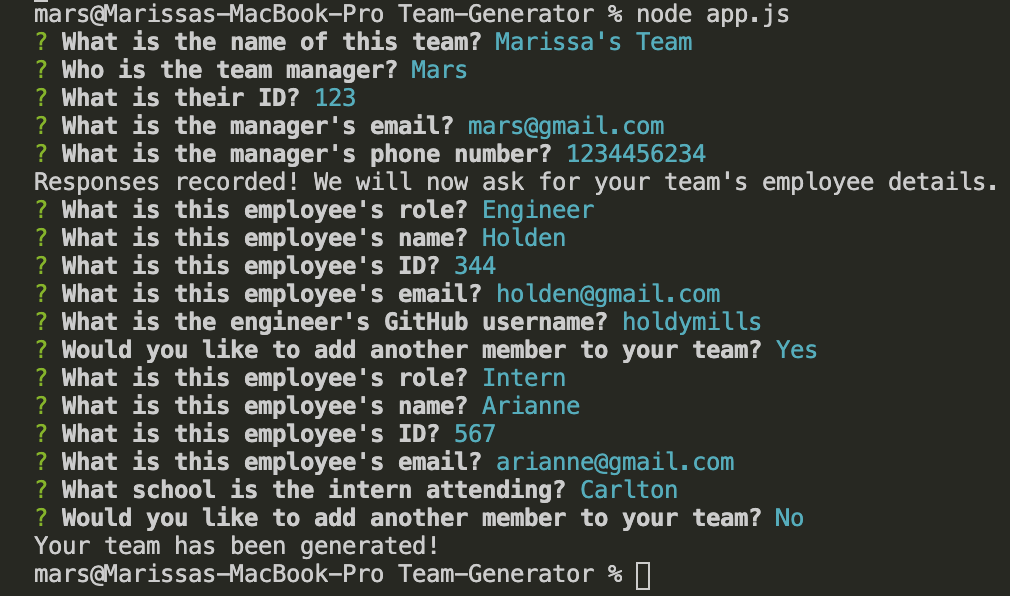 mars@Marissas-MacBook-Pro Team-Generator % node app.js
? What is the name of this team? Marissa's Team
? Who is the team manager? Mars
? What is their ID? 123
? What is the manager's email? mars@gmail.com
? What is the manager's phone number? 1234456234
Responses recorded! We will now ask for your team's employee details.
? What is this employee's role? Engineer
? What is this employee's name? Holden
? What is this employee's ID? 344
? What is this employee's email? holden@gmail.com
? What is the engineer's GitHub username? holdymills
? Would you like to add another member to your team? Yes
? What is this employee's role? Intern
? What is this employee's name? Arianne
? What is this employee's ID? 567
? What is this employee's email? arianne@gmail.com
? What school is the intern attending? Carlton
? Would you like to add another member to your team? No
Your team has been generated!
mars@Marissas-MacBook-Pro Team-Generator %